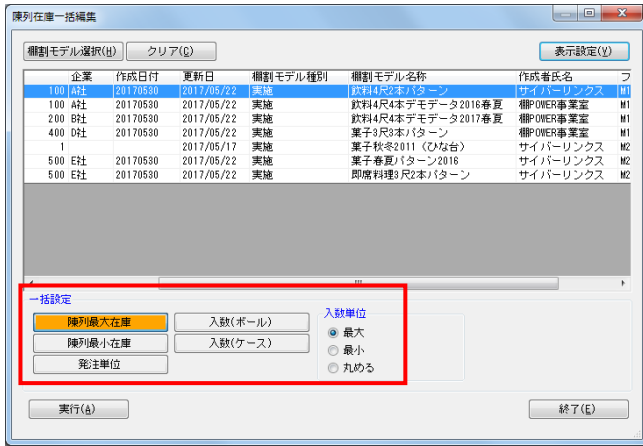 陳列在庫一括編集
棚割モデル選択(H) クリア(C) 表示設定(V)
企業 作成日付 更新日 棚割モデル種別 棚割モデル名称 作成者氏名 フ
100 A社 20170530 2017/05/22 実施 飲料4尺2本パターン サイバーリンクス M1
100 A社 20170530 2017/05/22 実施 飲料4尺4本デモデータ2016春夏 棚POWER事業室 M1
200 B社 20170530 2017/05/22 実施 飲料4尺4本デモデータ2017春夏 棚POWER事業室 M1
400 D社 20170530 2017/05/22 実施 菓子3尺3本パターン 棚POWER事業室 M1
1 2017/05/17 実施 菓子秋冬2011（ひな台） サイバーリンクス M2
500 E社 20170530 2017/05/22 実施 菓子春夏パターン2016 サイバーリンクス M2
500 E社 20170530 2017/05/22 実施 即席料理3尺2本パターン サイバーリンクス M2
一括設定
陳列最大在庫 入数(ボール) 入数単位
最大
陳列最小在庫 入数(ケース)
最小
発注単位 丸める
実行(A) 終了(E)